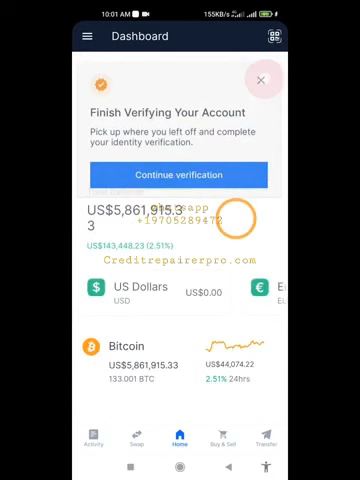 10:01 AM
155KB/s
Dashboard
Finish Verifying Your Account
Pick up where you left off and complete
your identity verification.
Continue verification
US$5,861,915.3
3
whatsapp
+19705289472
US$143,448.23 (2.51%)
Creditrepairerpro.com
US Dollars
USD
US$0.00
Bitcoin
US$5,861,915.33
133.001 BTC
US$44,074.22
2.51% 24hrs
Activity
Swap
Home
Buy & Sell
Transfer